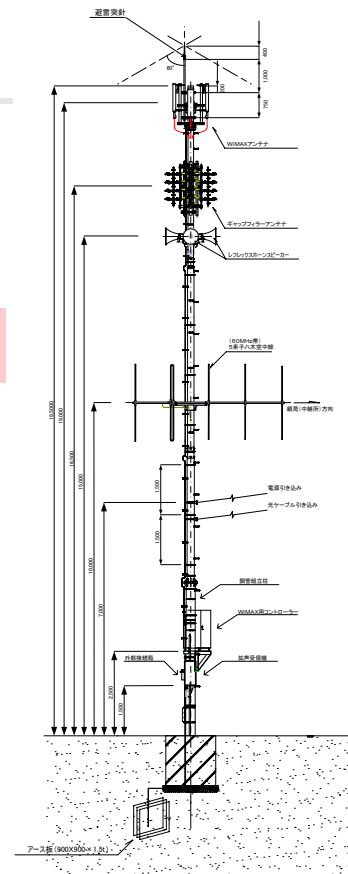 避雷突針
400
60°
1,000
200
750
WiMAXアンテナ
ギャップフィラーアンテナ
レフレックスホーンスピーカー
(60MHz帯)
5素子八木空中線
親局(中継所)方向
19,5000
19,000
16,500
15,000
10,000
7,000
1,500
1,500
電源引き込み
光ケーブル引き込み
鋼管組立柱
WiMAX用コントローラー
外部接続箱
拡声受信機
2,500
1,500
アース板(900X900×1.5t)